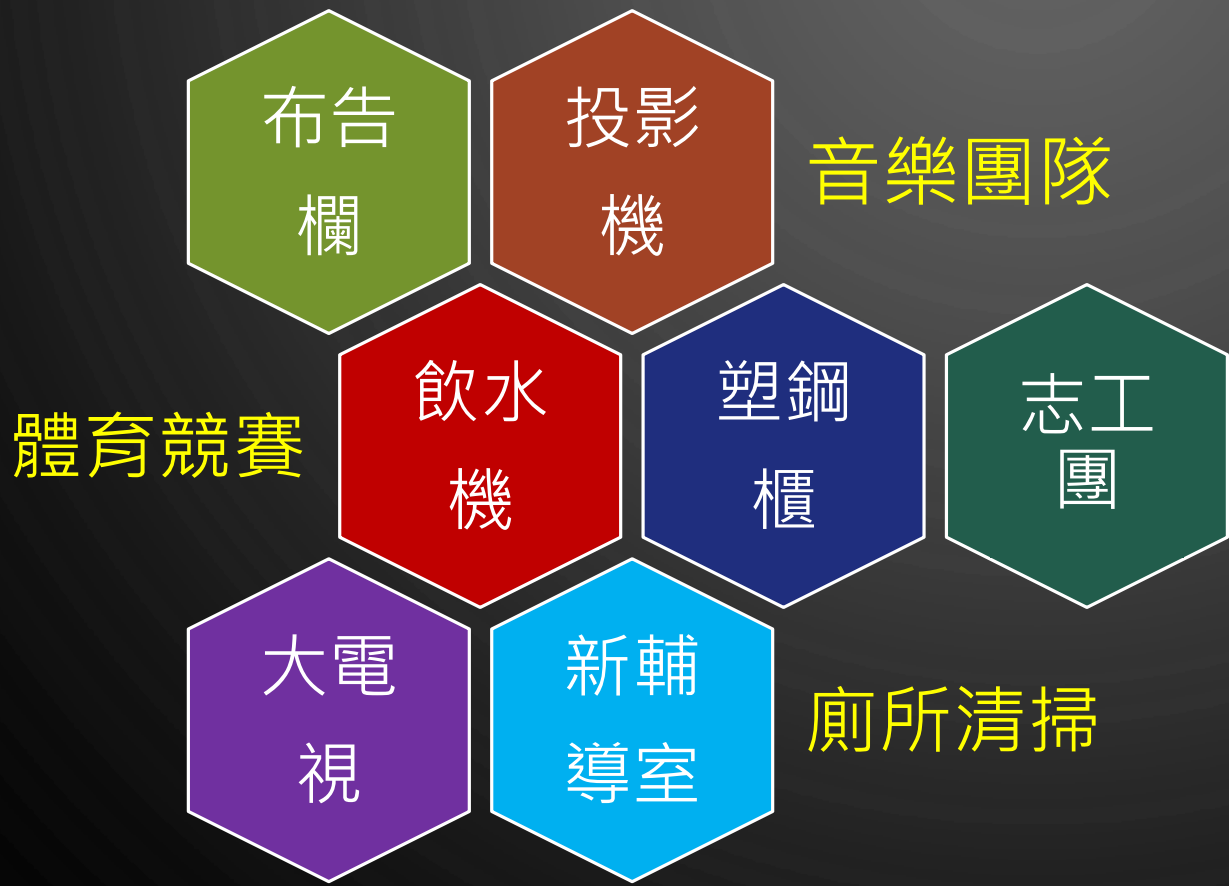 布告
欄
投影
機
音樂團隊
體育競賽
飲水
機
塑鋼
櫃
志工
團
大電
視
新輔
導室
廁所清掃